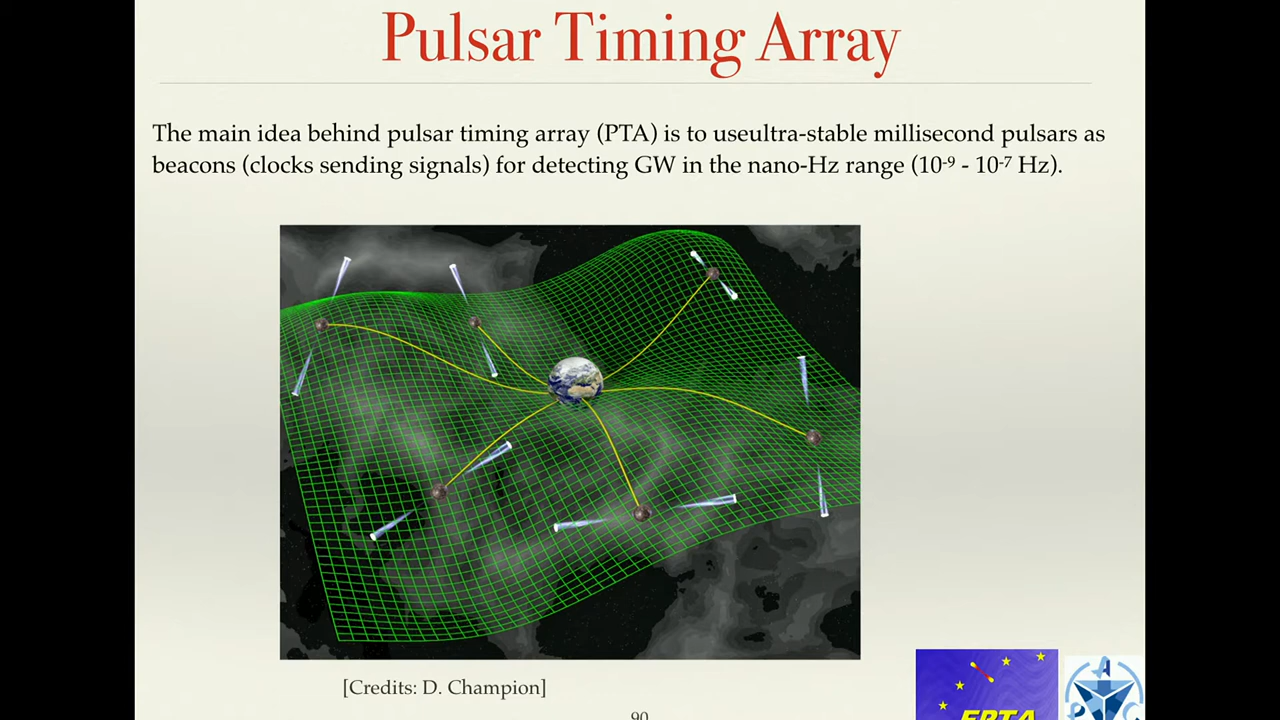 Pulsar Timing Array
The main idea behind pulsar timing array (PTA) is to useultra-stable millisecond pulsars as
beacons (clocks sending signals) for detecting GW in the nano-Hz range (10⁻⁹ - 10⁻⁷ Hz).
[Credits: D. Champion]
90
EPTA
A
P C